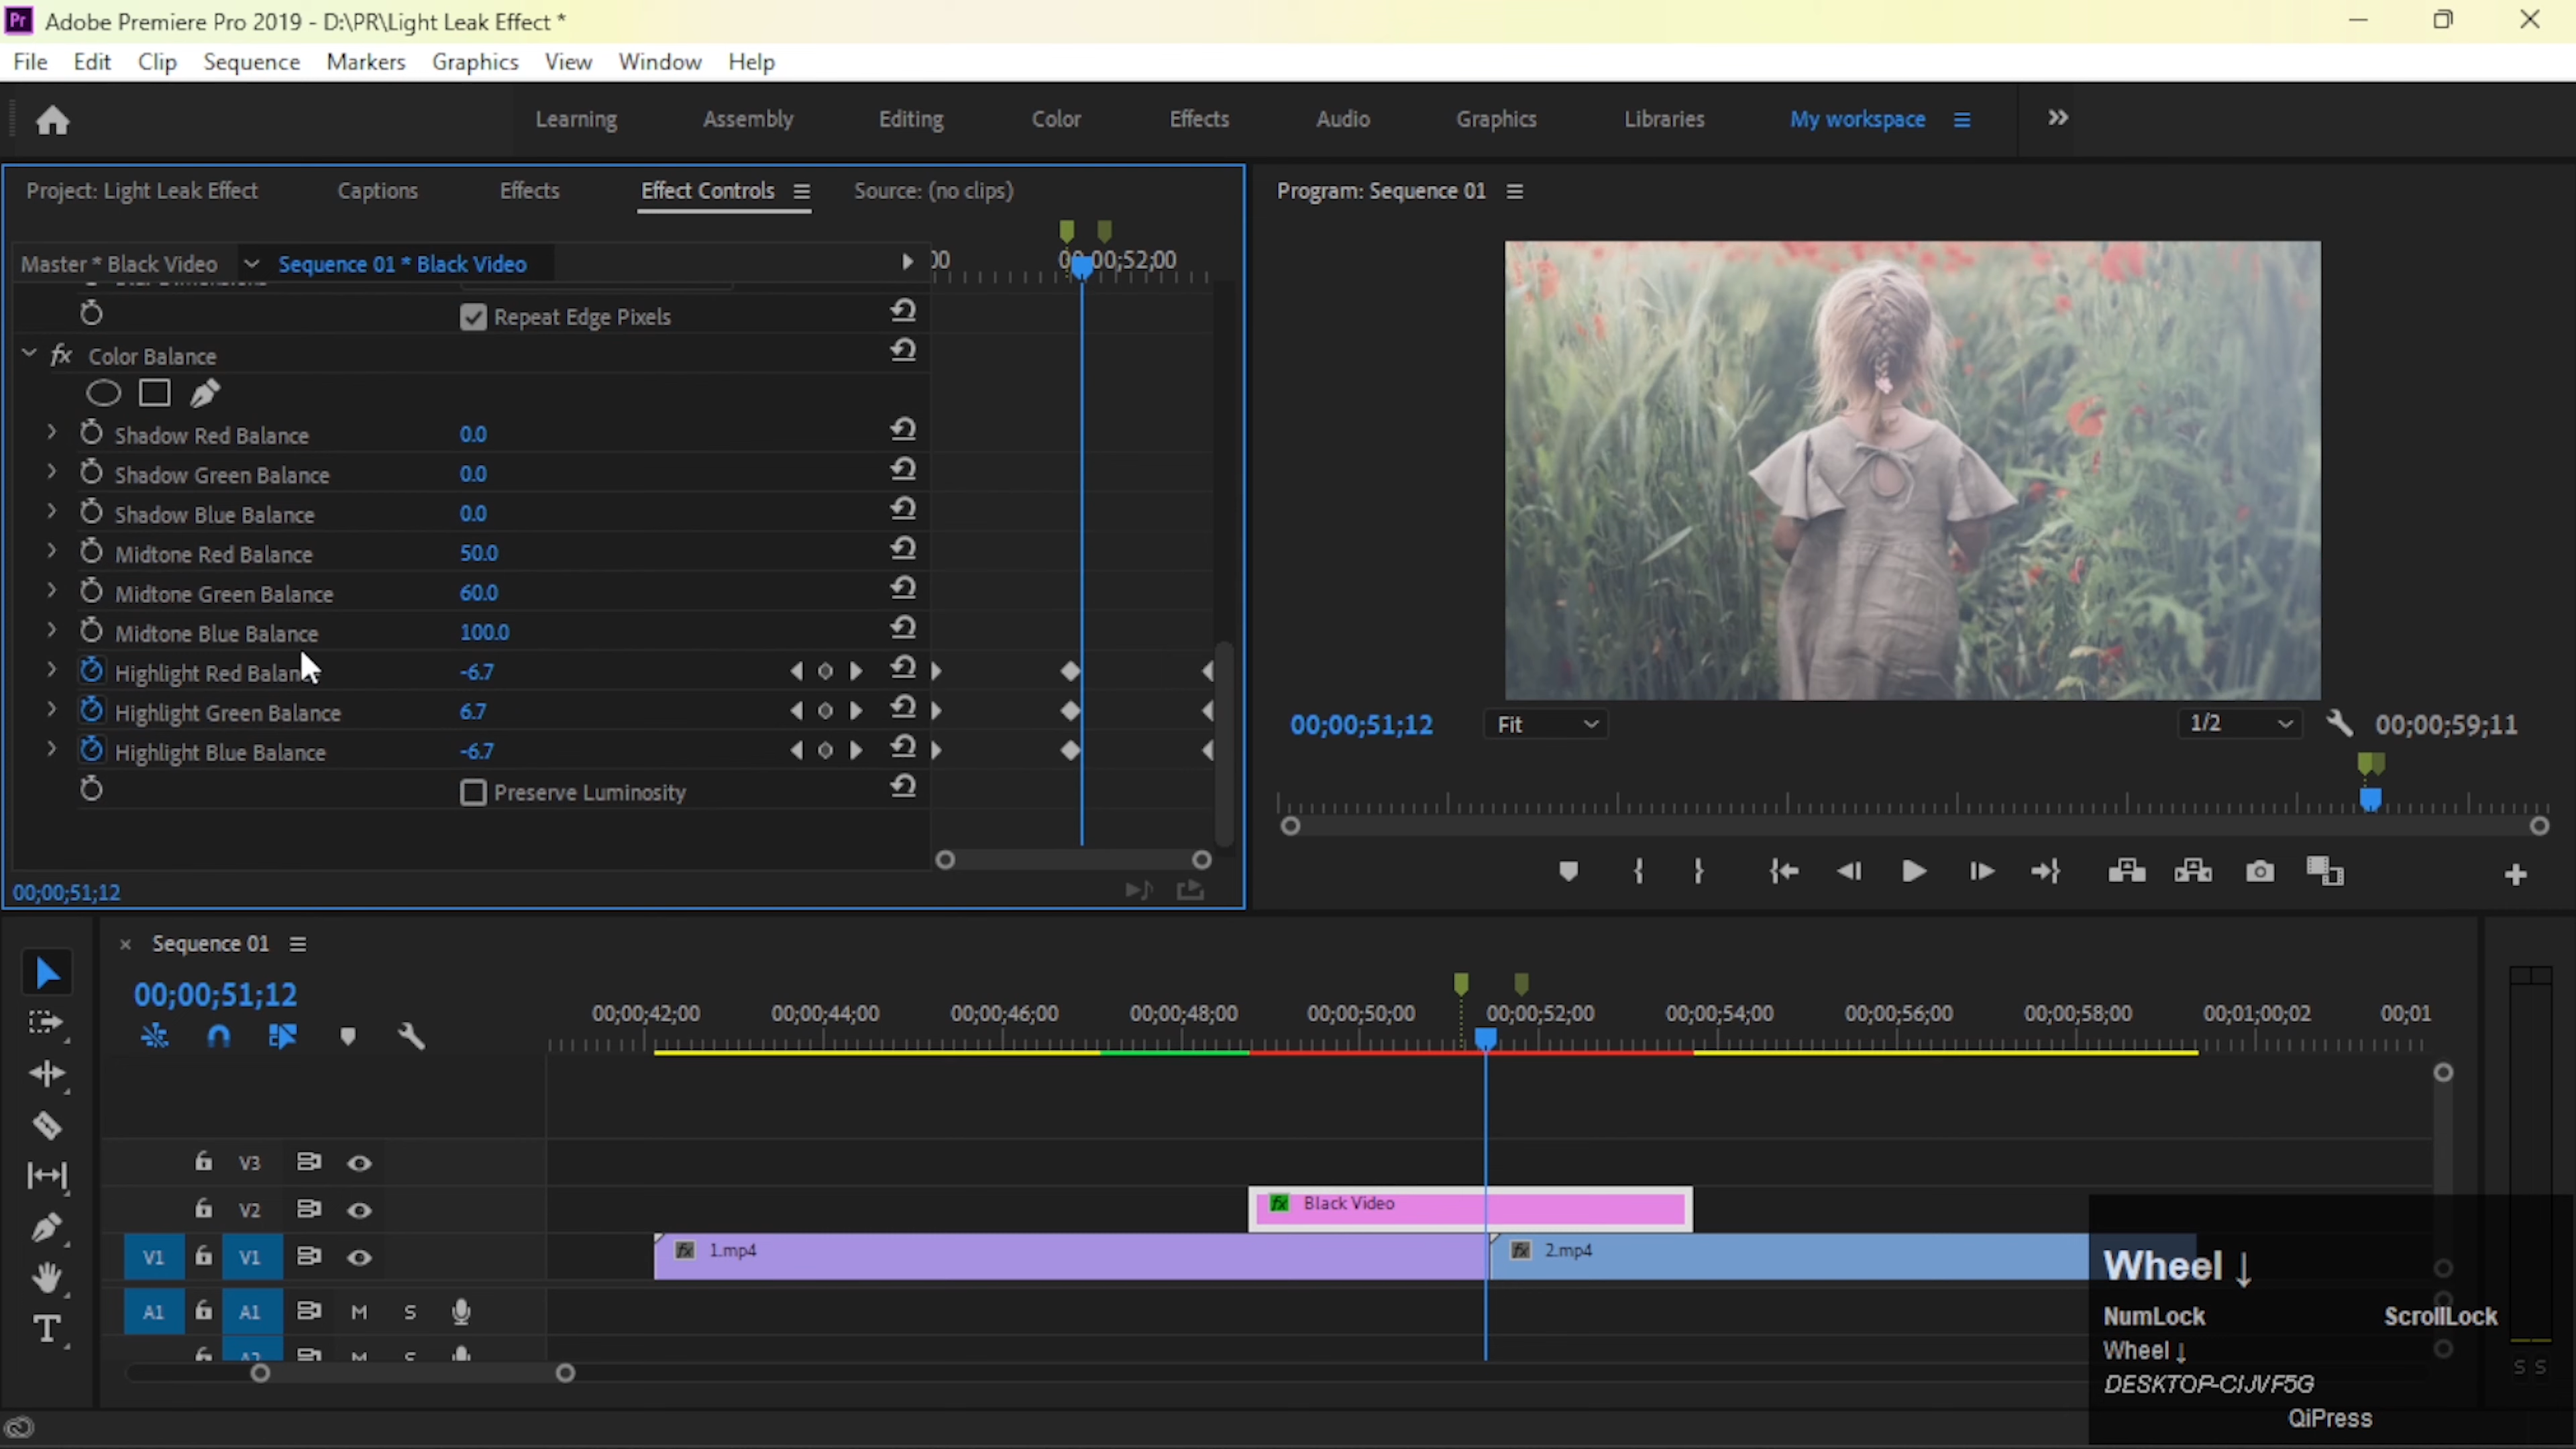 Pr Adobe Premiere Pro 2019 - D:\PR\Light Leak Effect *
File Edit Clip Sequence Markers Graphics View Window Help
Learning Assembly Editing Color Effects Audio Graphics Libraries My workspace
Project: Light Leak Effect Captions Effects Effect Controls Source: (no clips)
Program: Sequence 01
Master * Black Video Sequence 01 * Black Video
00;00;52;00
Repeat Edge Pixels
fx Color Balance
Shadow Red Balance 0.0
Shadow Green Balance 0.0
Shadow Blue Balance 0.0
Midtone Red Balance 50.0
Midtone Green Balance 60.0
Midtone Blue Balance 100.0
Highlight Red Balance -6.7
Highlight Green Balance 6.7
Highlight Blue Balance -6.7
Preserve Luminosity
00;00;51;12
00;00;51;12 Fit 1/2 00;00;59;11
× Sequence 01
00;00;51;12
00;00;42;00 00;00;44;00 00;00;46;00 00;00;48;00 00;00;50;00 00;00;52;00 00;00;54;00 00;00;56;00 00;00;58;00 00;01;00;02 00;01
V3
V2 fx Black Video
V1 V1 fx 1.mp4 fx 2.mp4
A1 A1 M S
A2 M S
T
Wheel ↓
NumLock ScrollLock
Wheel ↓
DESKTOP-CIJVF5G
QiPress
S S